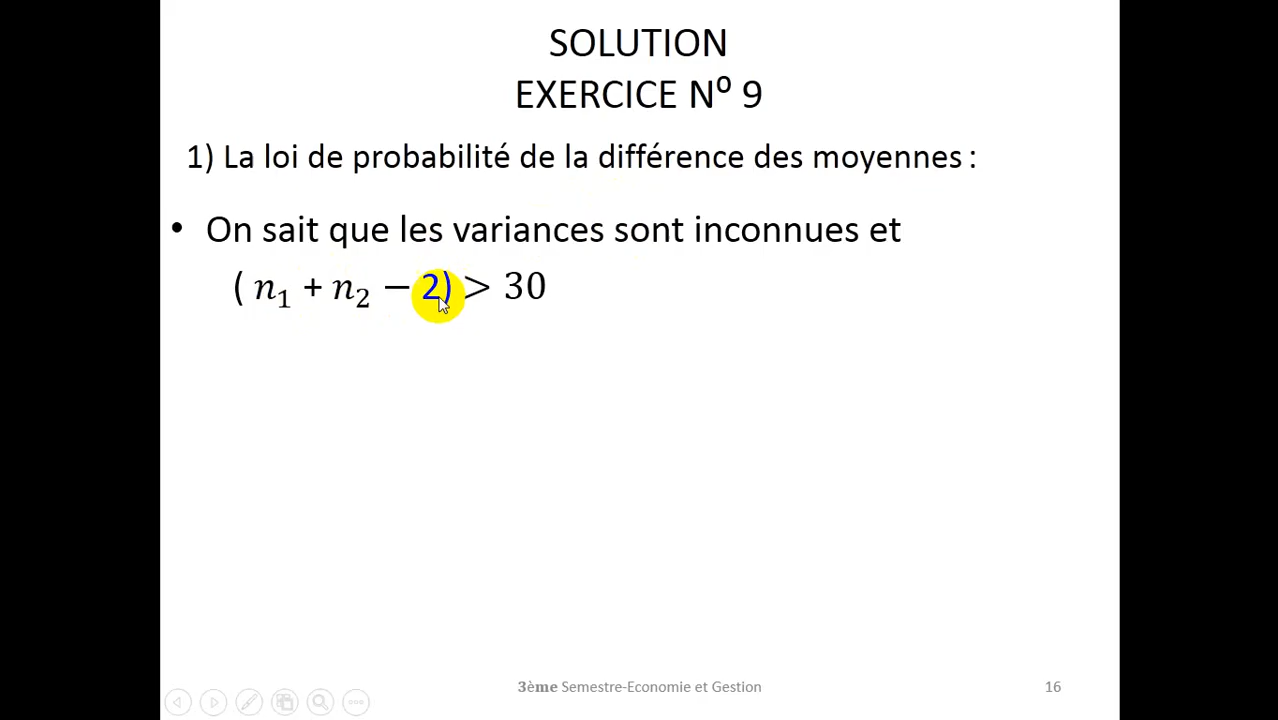 SOLUTION
EXERCICE N⁰ 9
1) La loi de probabilité de la différence des moyennes :
• On sait que les variances sont inconnues et
( n₁ + n₂ − 2) > 30
3ème Semestre-Economie et Gestion
16